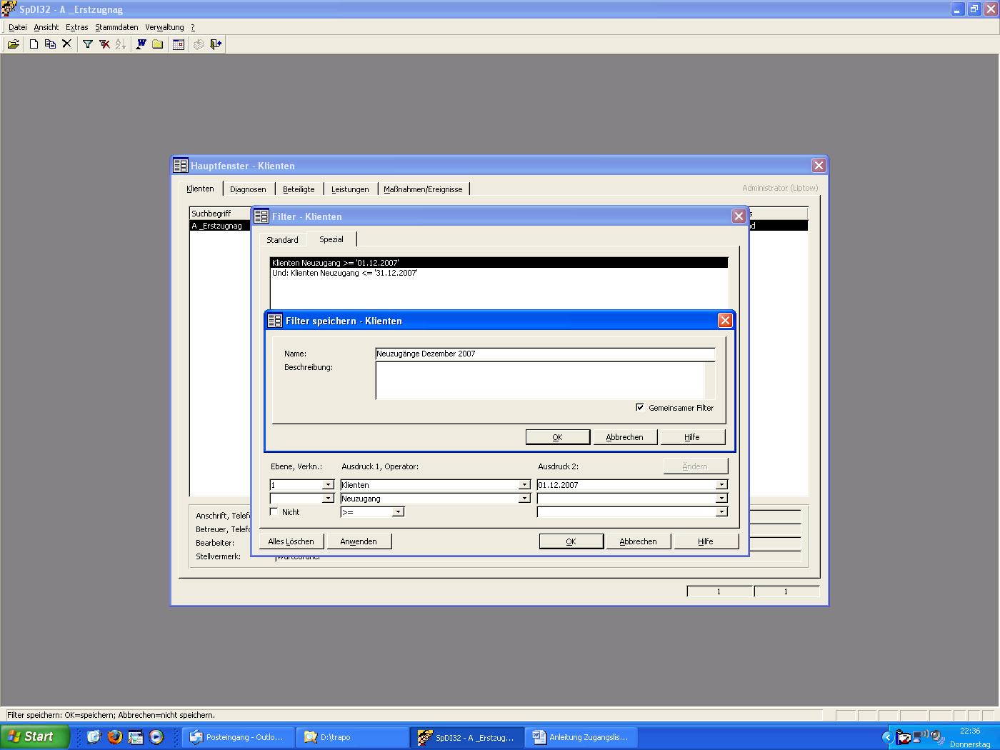 SpDI32 - A _Erstzugnag
Datei Ansicht Extras Stammdaten Verwaltung ?
Hauptfenster - Klienten
Klienten Diagnosen Beteiligte Leistungen Maßnahmen/Ereignisse Administrator (Liptow)
Suchbegriff
A _Erstzugnag
Filter - Klienten
Standard Spezial
Klienten Neuzugang >= '01.12.2007'
Und: Klienten Neuzugang <= '31.12.2007'
Filter speichern - Klienten
Name: Neuzugänge Dezember 2007
Beschreibung:
Gemeinsamer Filter
OK Abbrechen Hilfe
Ebene, Verkn.: Ausdruck 1, Operator: Ausdruck 2: Ändern
1 Klienten 01.12.2007
Neuzugang
Nicht >=
Alles Löschen Anwenden OK Abbrechen Hilfe
Anschrift, Telef
Betreuer, Telef
Bearbeiter:
Stellvermerk:
1 1
Filter speichern: OK=speichern; Abbrechen=nicht speichern.
Start Posteingang - Outlo... D:\trapo SpDI32 - A _Erstzug... Anleitung Zugangslis... 22:36
Donnerstag